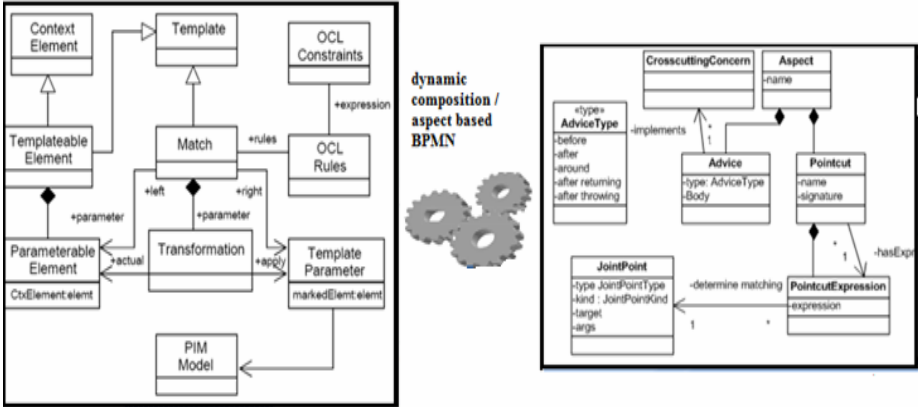 Context
Element
Template
OCL
Constraints
+expression
Templateable
Element
Match
+rules
OCL
Rules
+left
+right
+parameter
+parameter
Parameterable
Element
CtxElement:elemt
+actual
Transformation
+apply
Template
Parameter
markedElemt:elemt
PIM
Model
dynamic
composition /
aspect based
BPMN
CrosscuttingConcern
Aspect
-name
«type»
AdviceType
-before
-after
-around
-after returning
-after throwing
-implements
*
1
Advice
-type: AdviceType
-Body
Pointcut
-name
-signature
*
1
-hasExpr
JointPoint
-type JointPointType
-kind : JointPointKind
-target
-args
-determine matching
1
*
PointcutExpression
-expression